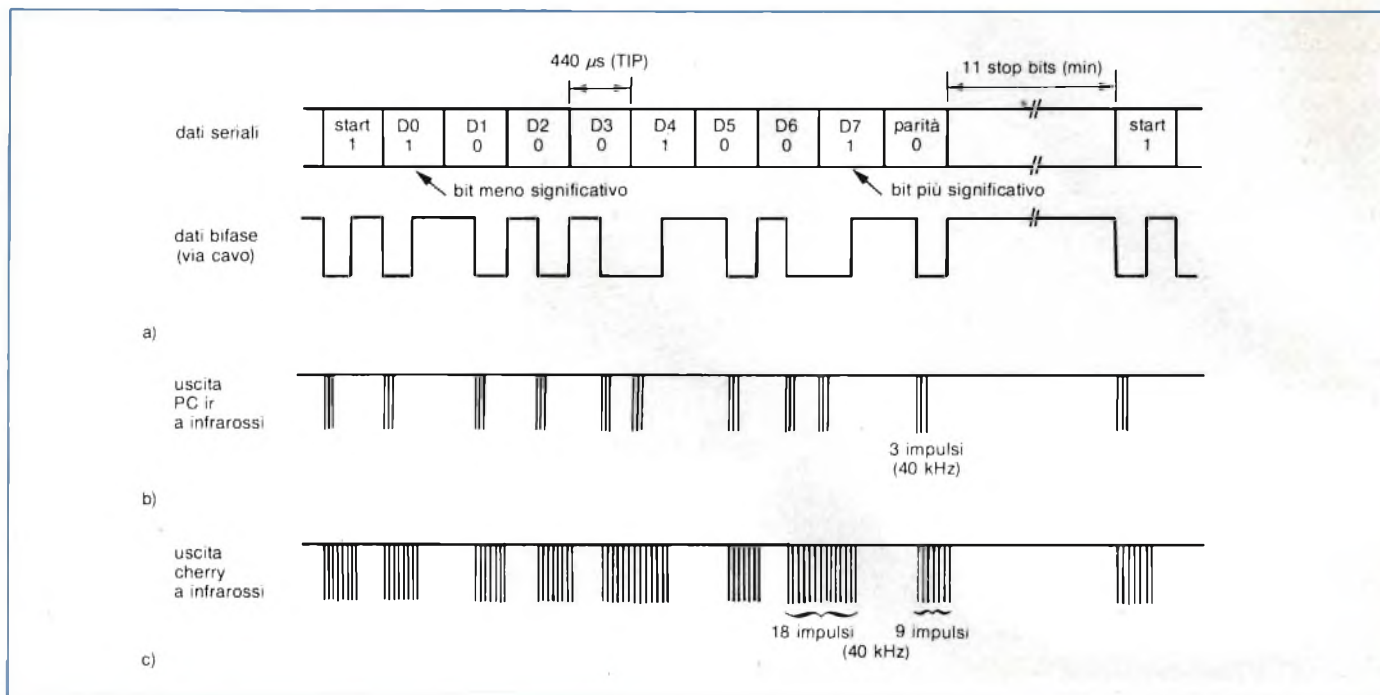 440 µs (TIP)
11 stop bits (min)
dati seriali
start D0 D1 D2 D3 D4 D5 D6 D7 parità start
1 1 0 0 0 1 0 0 1 0 1
bit meno significativo
bit più significativo
dati bifase
(via cavo)
a)
uscita
PC ir
a infrarossi
3 impulsi
(40 kHz)
b)
uscita
cherry
a infrarossi
18 impulsi 9 impulsi
(40 kHz)
c)